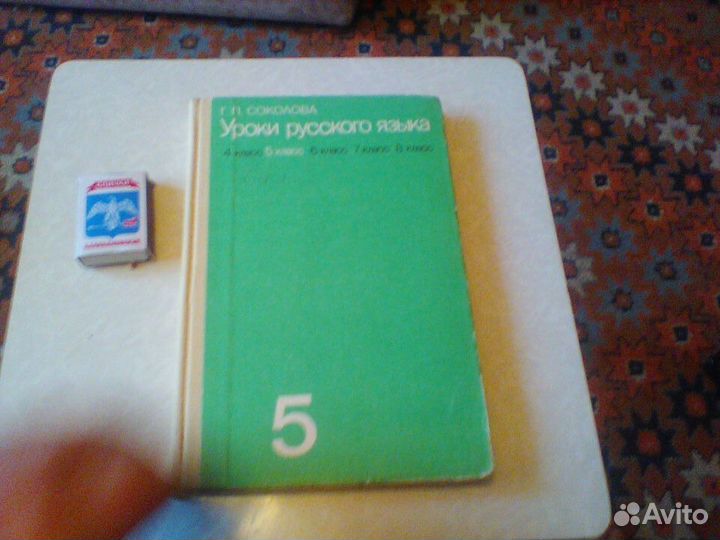 Г. П. СОКОЛОВА
Уроки русского языка
4 класс 5 класс 6 класс 7 класс 8 класс
5
Avito